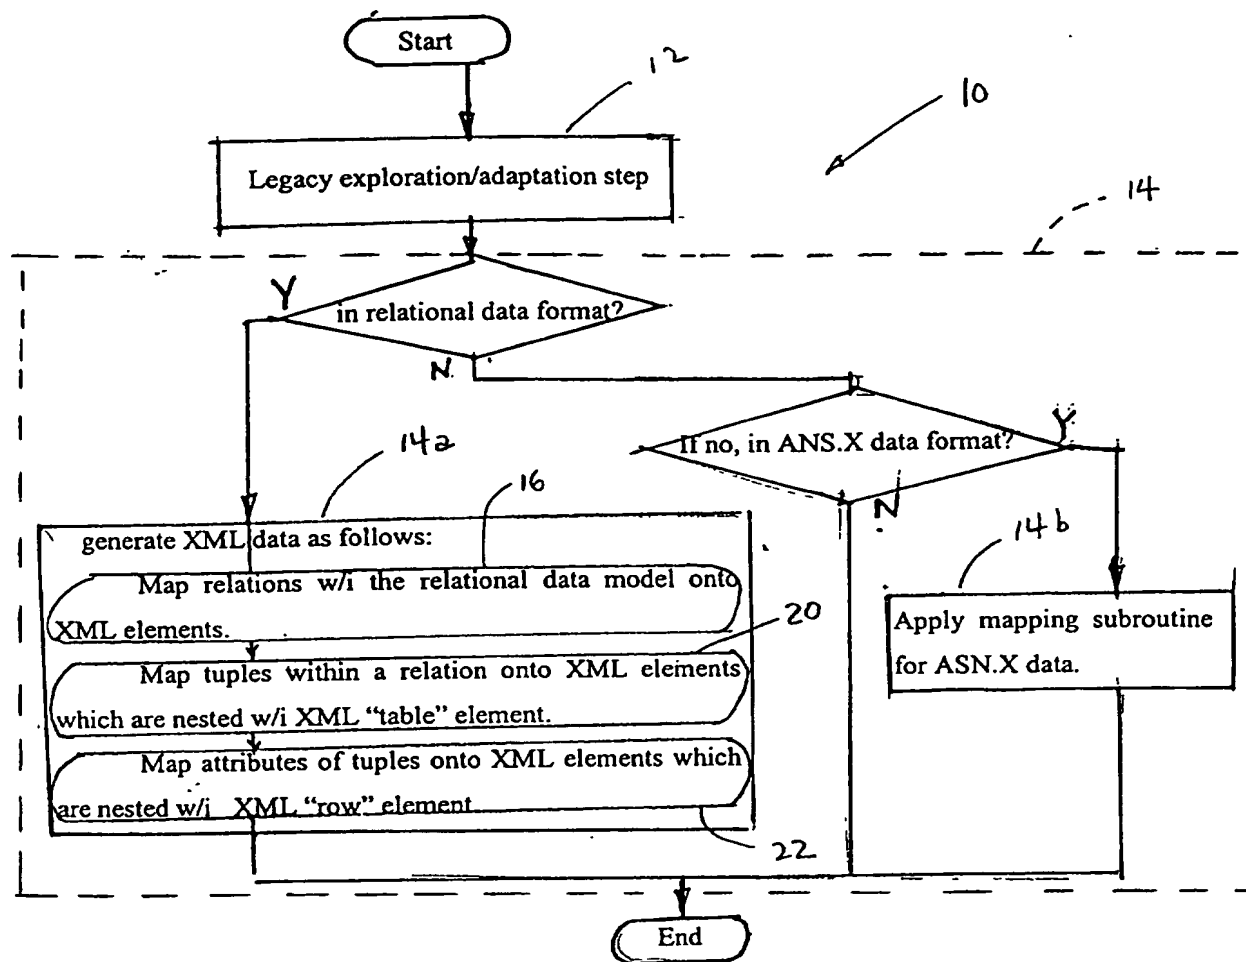 Start
12
10
Legacy exploration/adaptation step
14
Y
in relational data format?
N
If no, in ANS.X data format?
Y
N
14a
16
14b
generate XML data as follows:
Map relations w/i the relational data model onto
XML elements.
20
Map tuples within a relation onto XML elements
which are nested w/i XML “table” element.
Map attributes of tuples onto XML elements which
are nested w/i XML “row” element
22
Apply mapping subroutine
for ASN.X data.
End